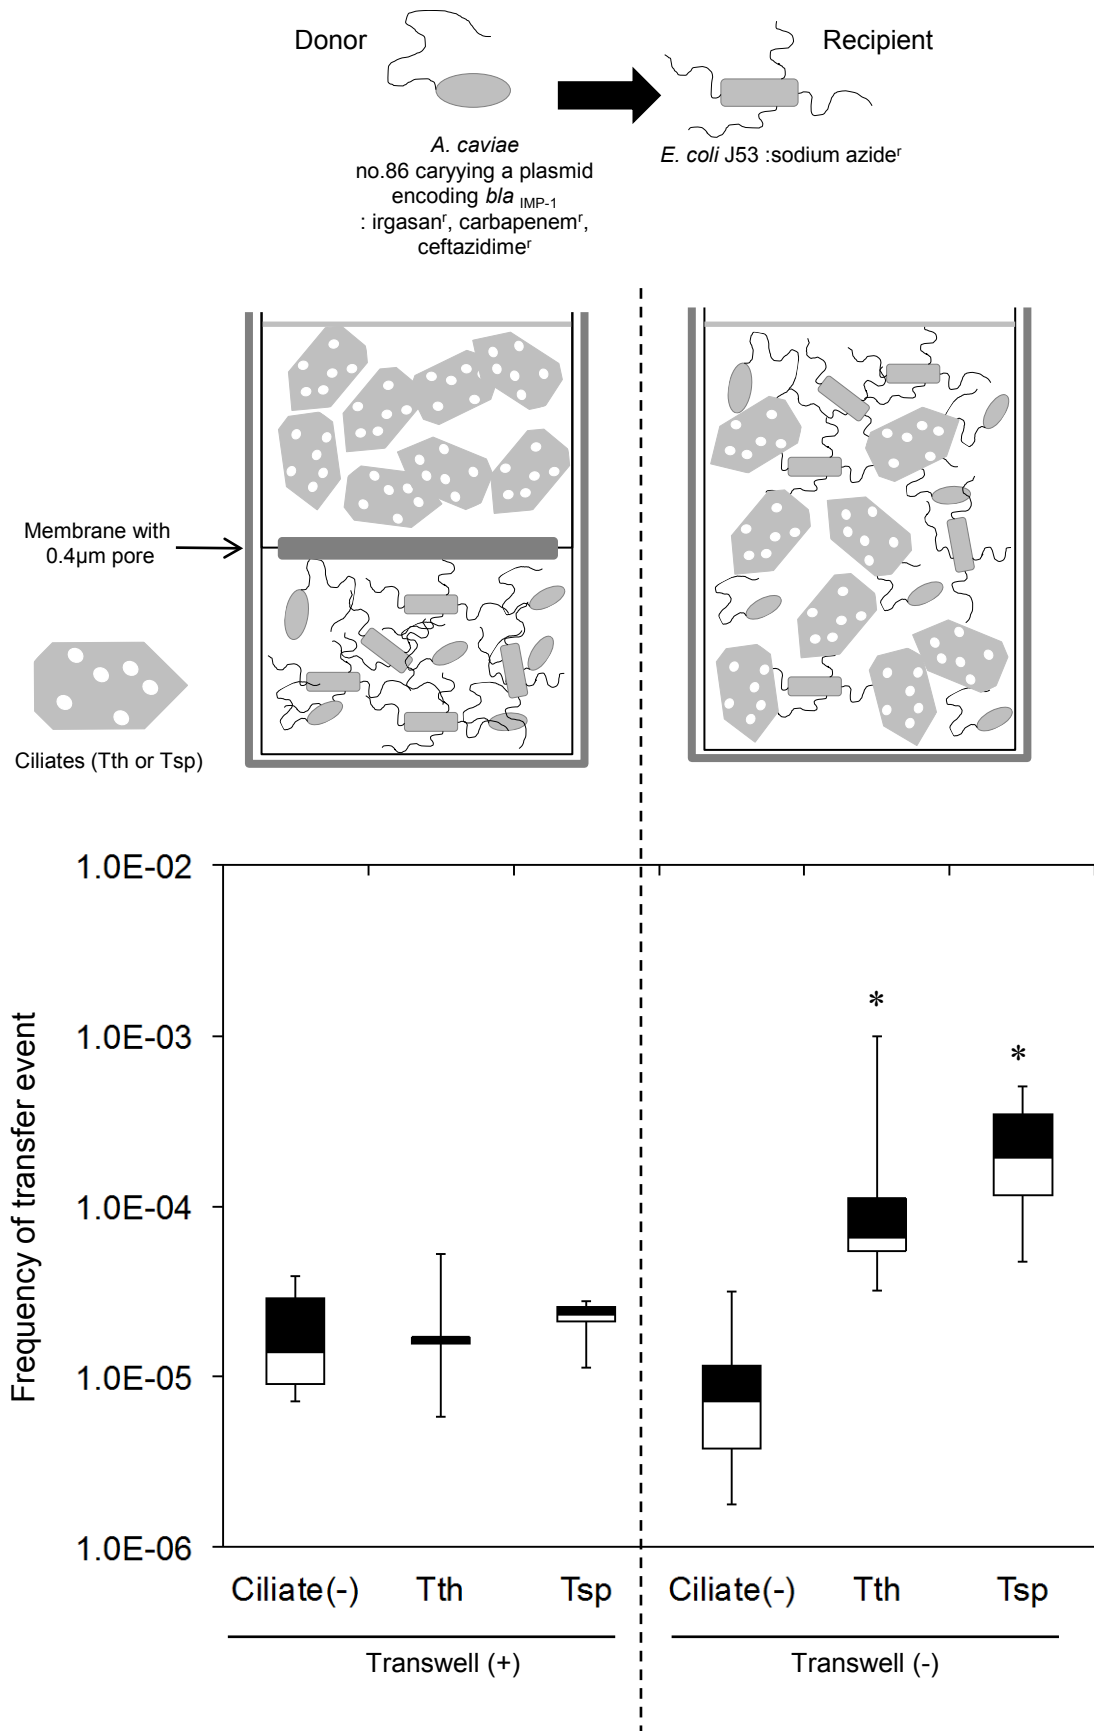 Donor
Recipient
A. caviae
no.86 caryying a plasmid
encoding bla IMP-1
: irgasanʳ, carbapenemʳ,
ceftazidimeʳ
E. coli J53 :sodium azideʳ
Membrane with
0.4μm pore
Ciliates (Tth or Tsp)
Frequency of transfer event
1.0E-02
1.0E-03
1.0E-04
1.0E-05
1.0E-06
*
*
Ciliate(-) Tth Tsp Ciliate(-) Tth Tsp
Transwell (+) Transwell (-)